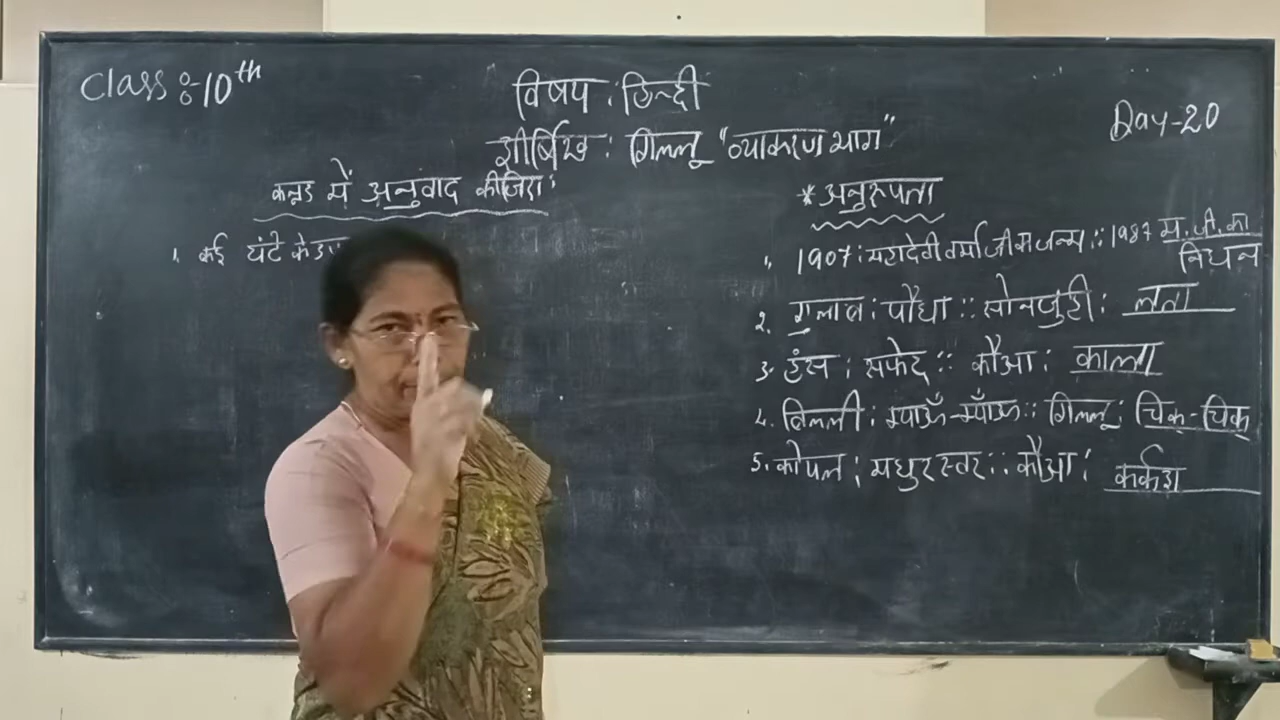 Class :- 10th
विषय : हिन्दी
Day-20
शीर्षिख : गिल्लू "व्याकरण भाग"
कन्नड में अनुवाद कीजिए :
1. कई घंटे के उप
* अनुरुपता
1. 1907 : महादेवी वर्मा जी का जन्म :: 1987 म.जी. का
निधन
2. गुलाब : पौधा :: सोनजुही : लता
3. हंस : सफेद :: कौआ : काला
4. बिल्ली : म्याऊँ-म्याँऊ :: गिल्लू : चिक्-चिक्
5. कोयल : मधुर स्वर :: कौआ : कर्कश